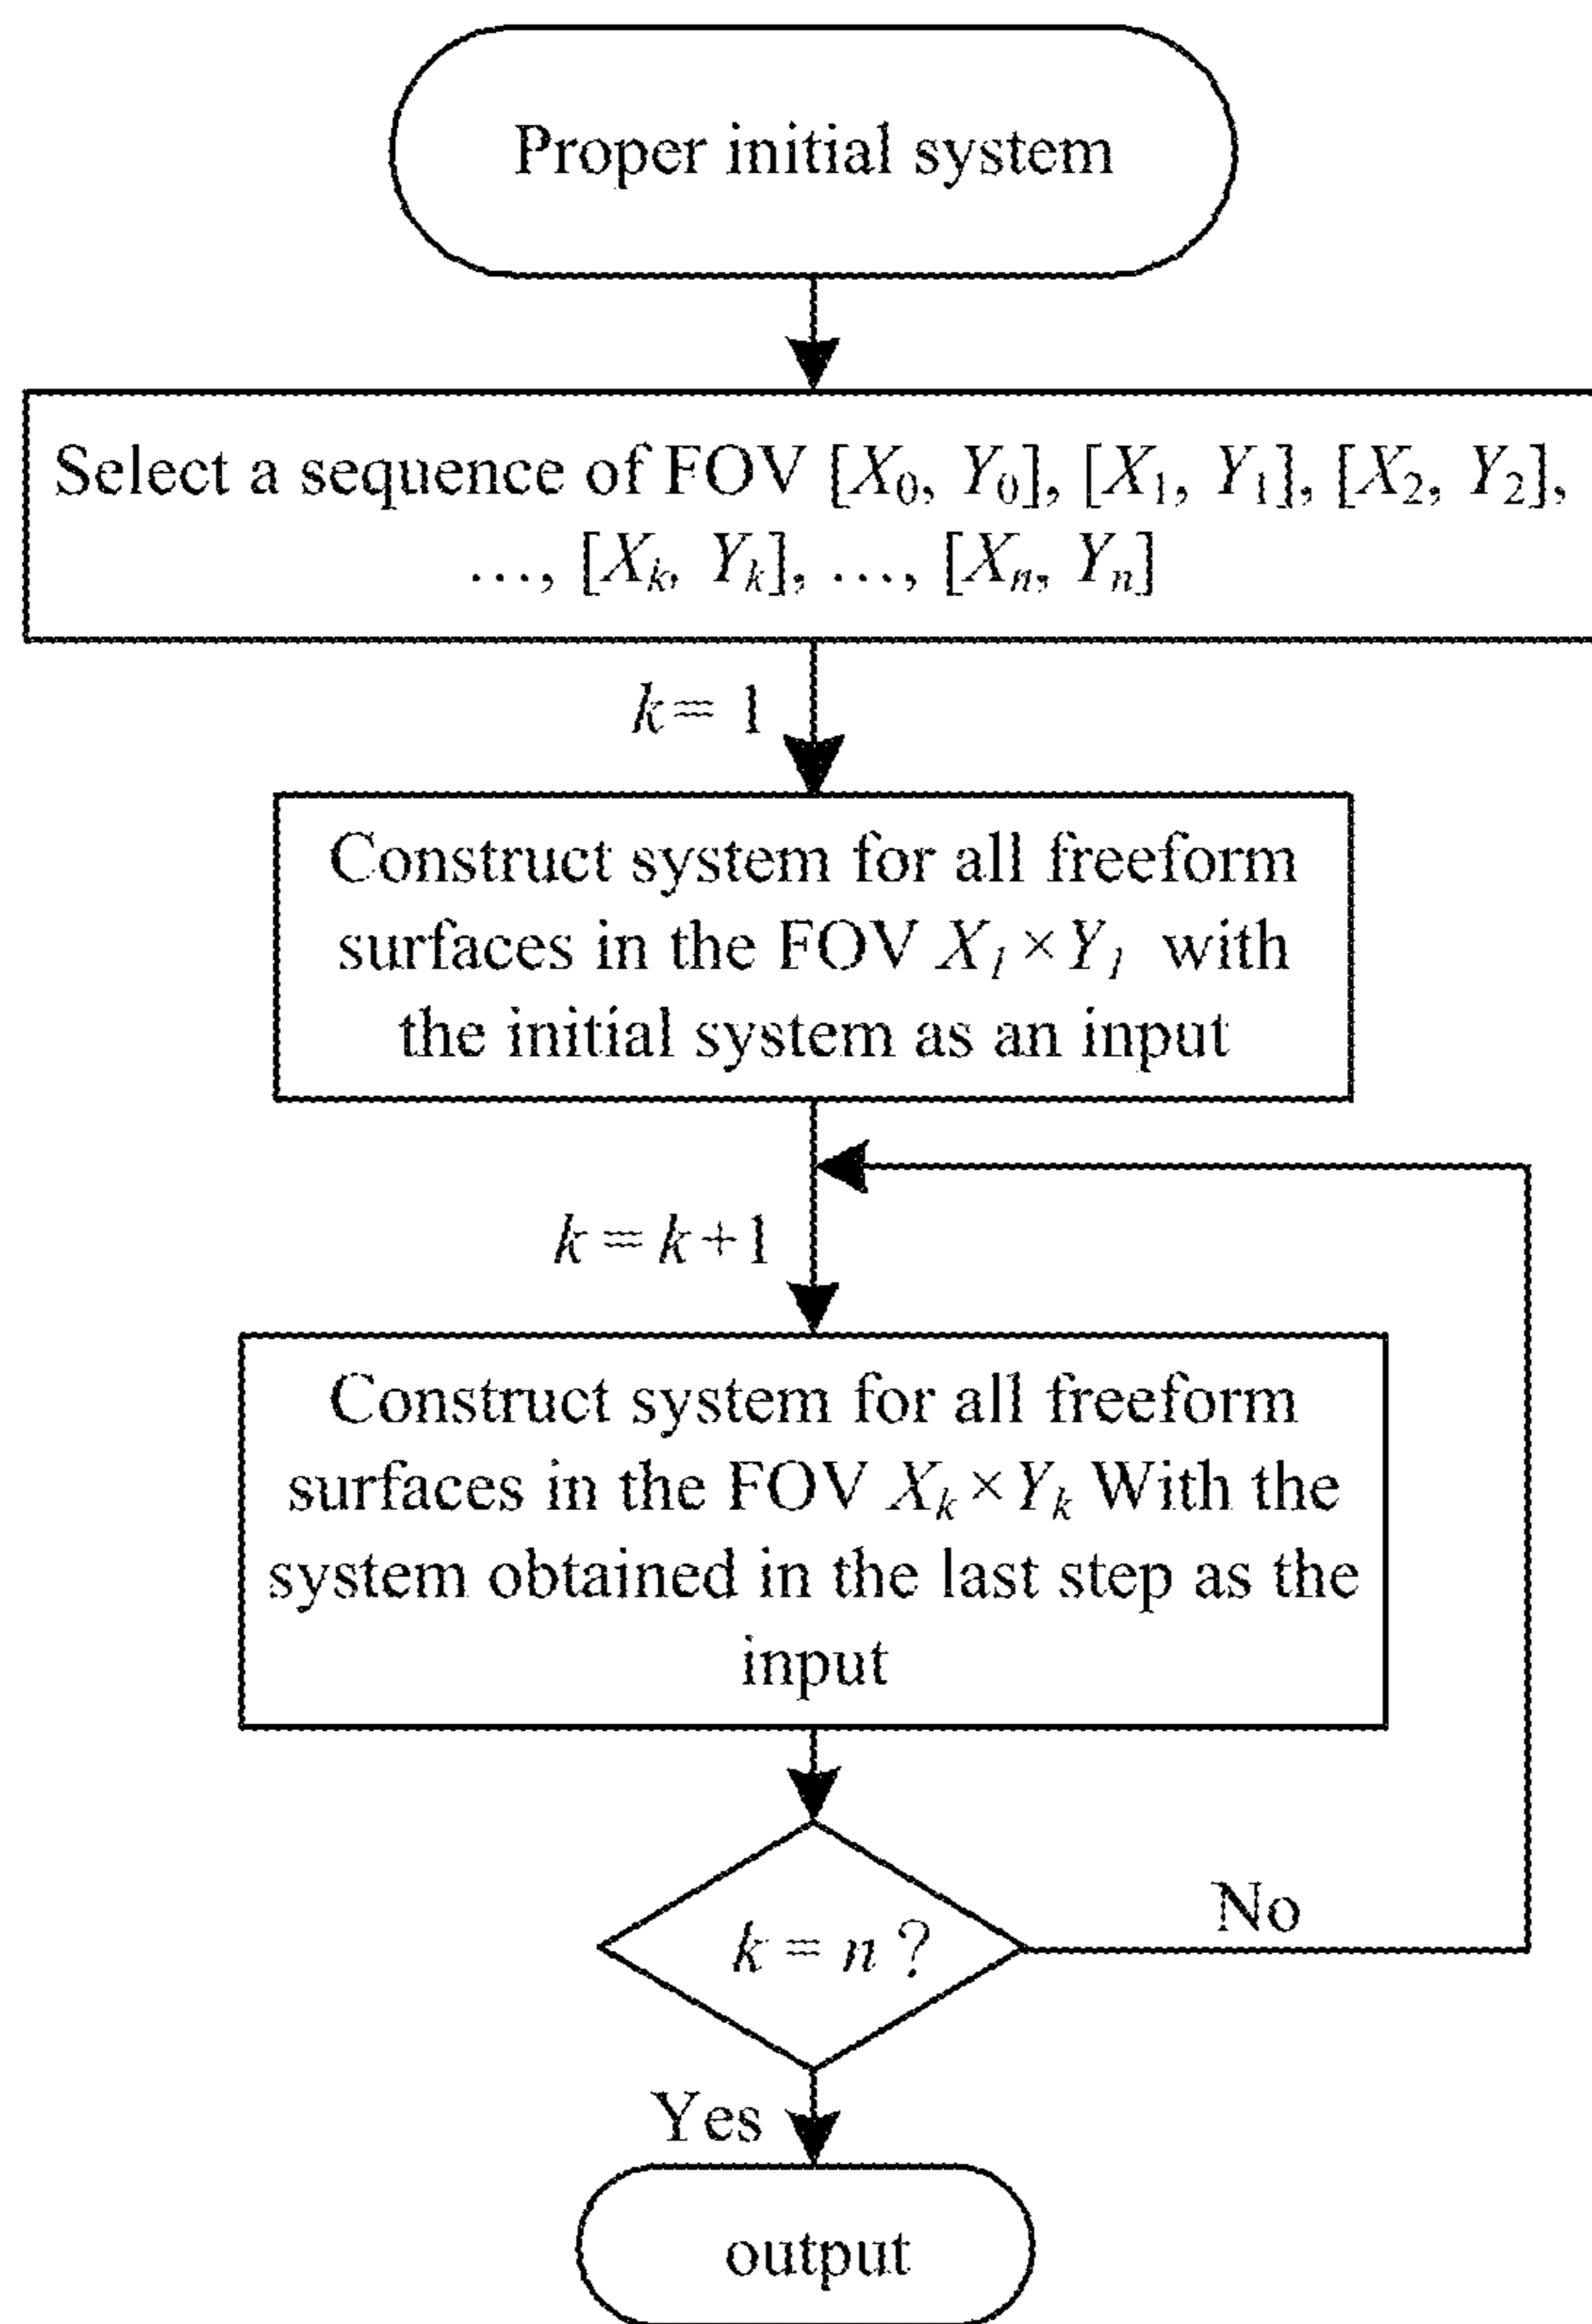 Proper initial system
Select a sequence of FOV [X₀, Y₀], [X₁, Y₁], [X₂, Y₂],
…, [Xₖ, Yₖ], …, [Xₙ, Yₙ]
k = 1
Construct system for all freeform
surfaces in the FOV X₁×Y₁ with
the initial system as an input
k = k+1
Construct system for all freeform
surfaces in the FOV Xₖ×Yₖ With the
system obtained in the last step as the
input
k = n ?
No
Yes
output